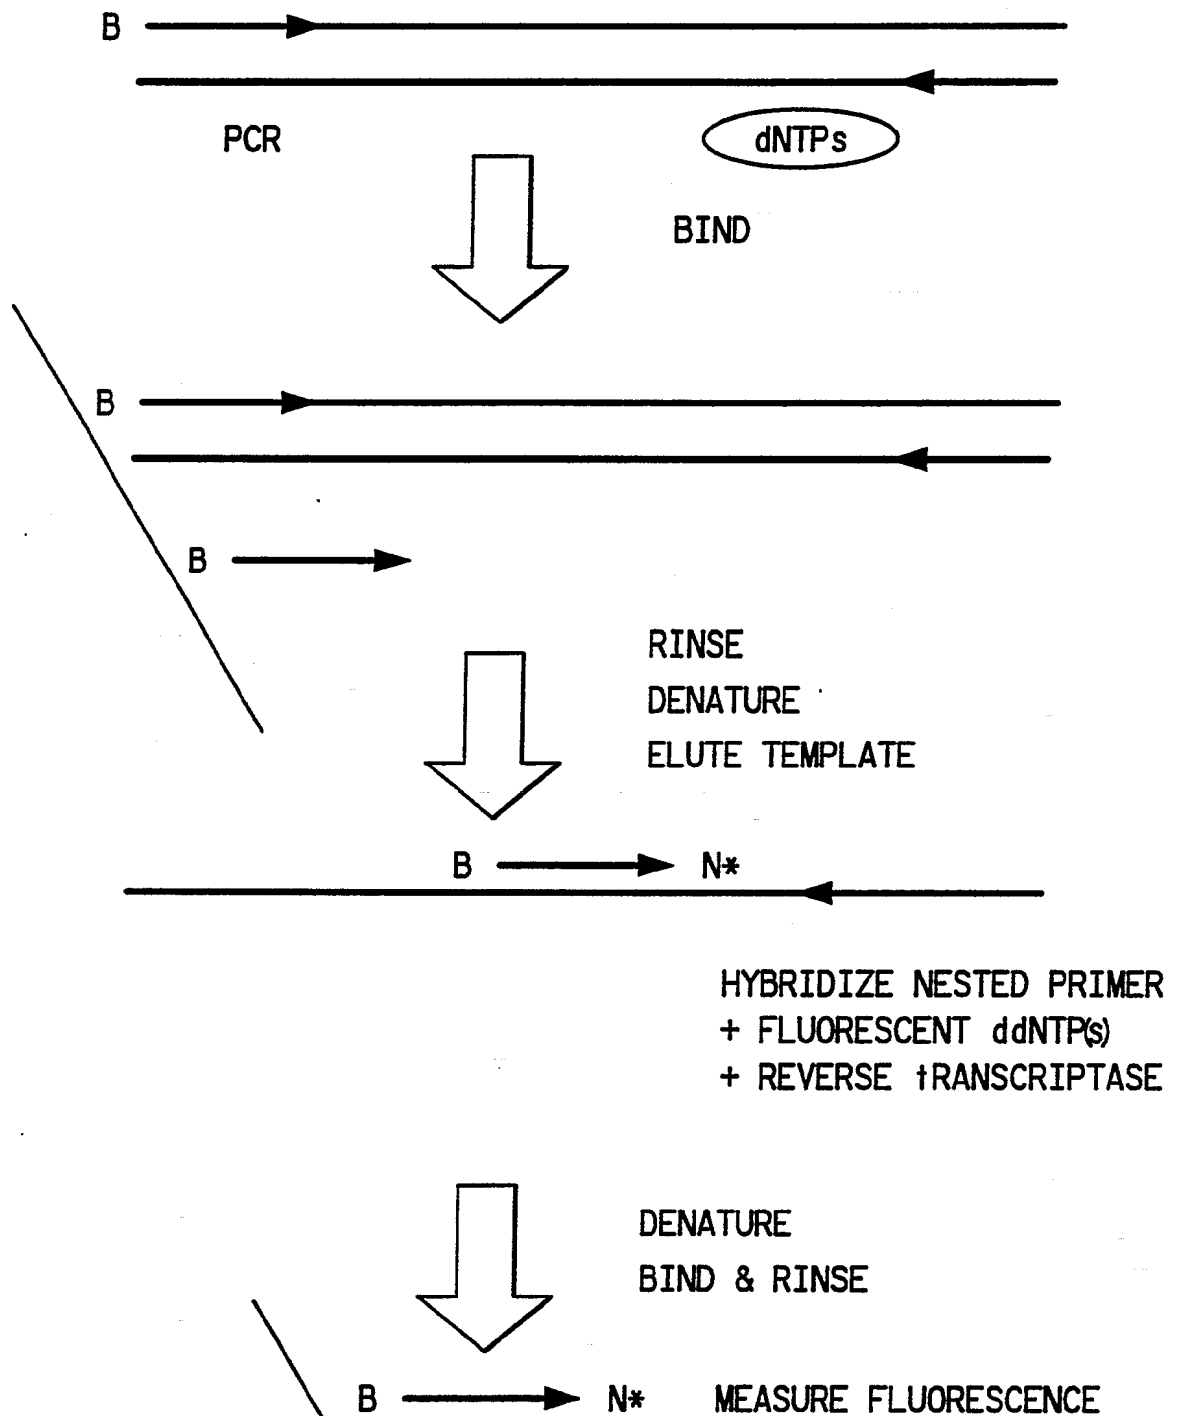 B
PCR
dNTPs
BIND
B
B
RINSE
DENATURE
ELUTE TEMPLATE
B N*
HYBRIDIZE NESTED PRIMER
+ FLUORESCENT ddNTP(s)
+ REVERSE tRANSCRIPTASE
DENATURE
BIND & RINSE
B N* MEASURE FLUORESCENCE